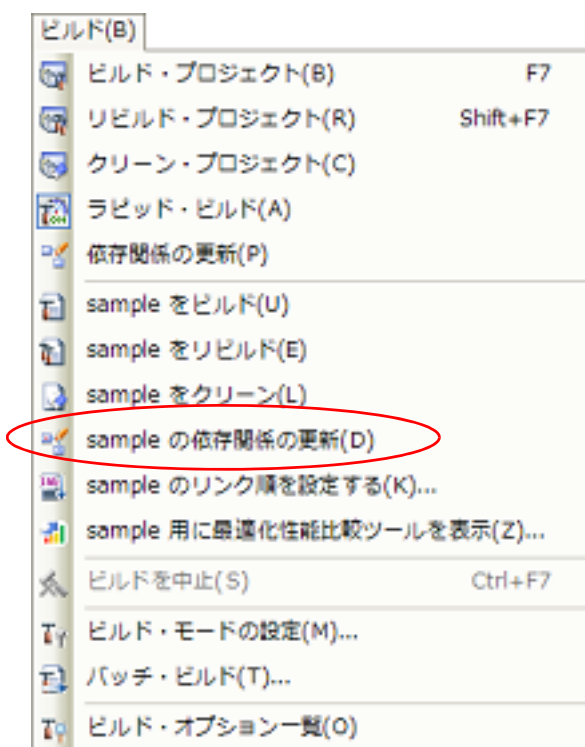 ビルド(B)
ビルド・プロジェクト(B) F7
リビルド・プロジェクト(R) Shift+F7
クリーン・プロジェクト(C)
ラピッド・ビルド(A)
依存関係の更新(P)
sample をビルド(U)
sample をリビルド(E)
sample をクリーン(L)
sample の依存関係の更新(D)
sample のリンク順を設定する(K)...
sample 用に最適化性能比較ツールを表示(Z)...
ビルドを中止(S) Ctrl+F7
ビルド・モードの設定(M)...
バッチ・ビルド(T)...
ビルド・オプション一覧(O)